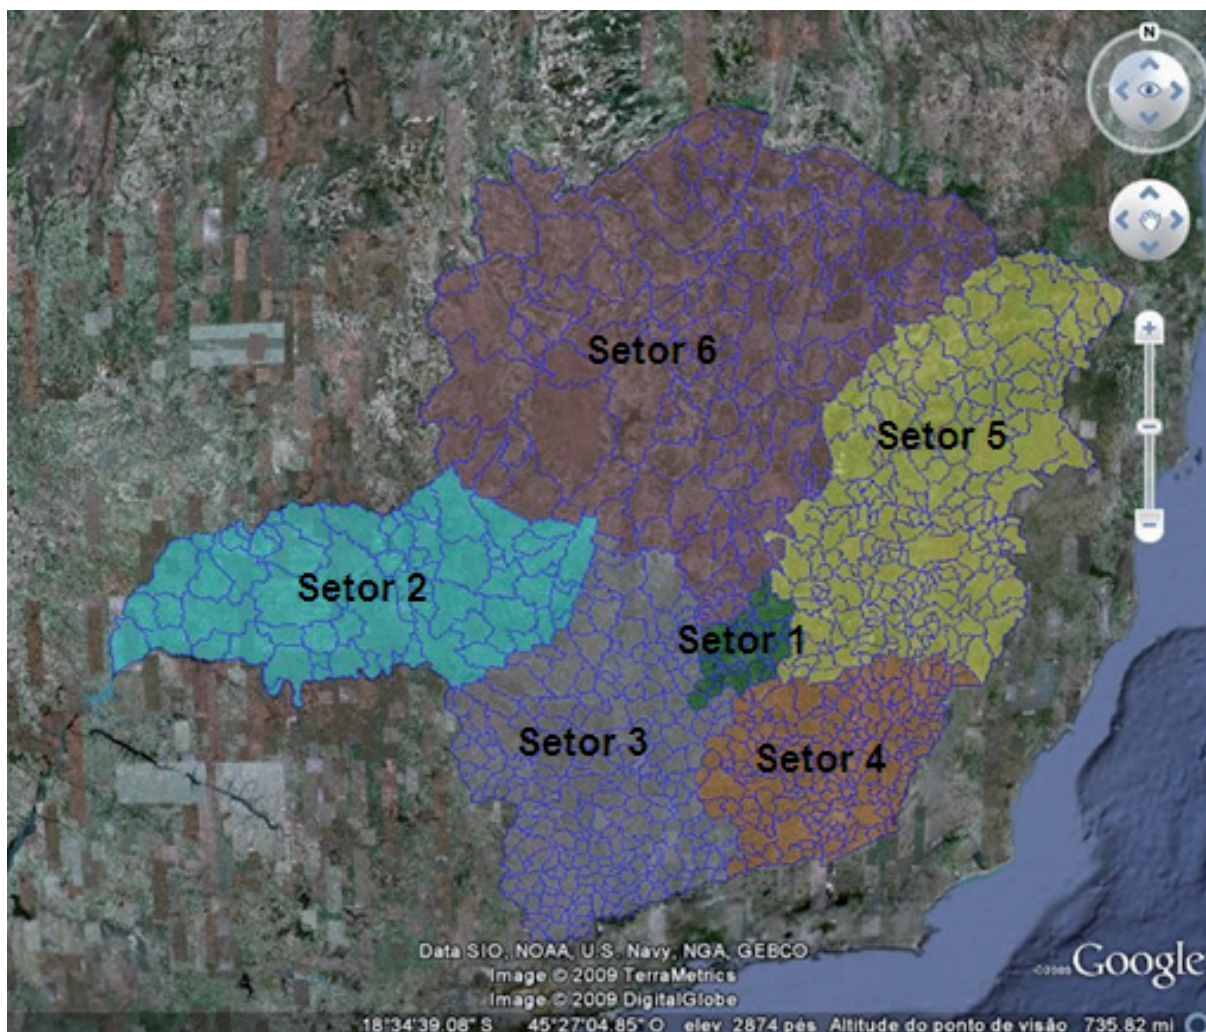 N
Setor 6
Setor 5
Setor 2
Setor 1
Setor 3
Setor 4
Data SIO, NOAA, U.S. Navy, NGA, GEBCO
Image © 2009 TerraMetrics
Image © 2009 DigitalGlobe
Google
18°34'39.08" S 45°27'04.85" O elev 2874 pés Altitude do ponto de visão 735.82 mi